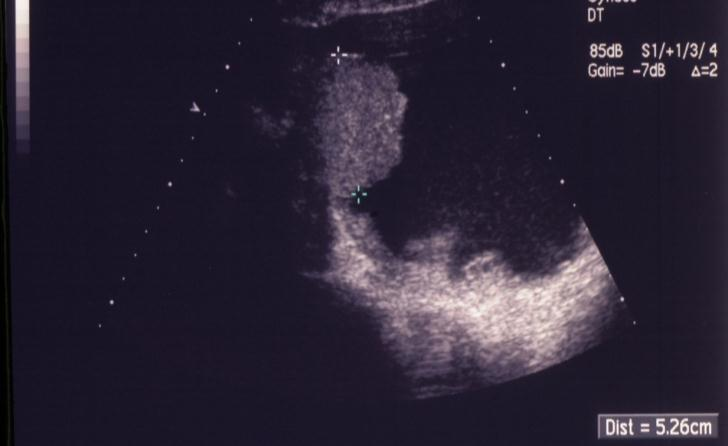 DT
85dB S1/+1/3/4
Gain= -7dB Δ=2
Dist = 5.26cm